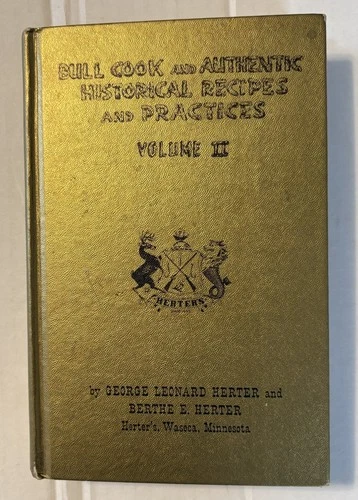 BULL COOK AND AUTHENTIC
HISTORICAL RECIPES
AND PRACTICES
VOLUME II
HERTERS
by GEORGE LEONARD HERTER and
BERTHE E. HERTER
Herter's, Waseca, Minnesota